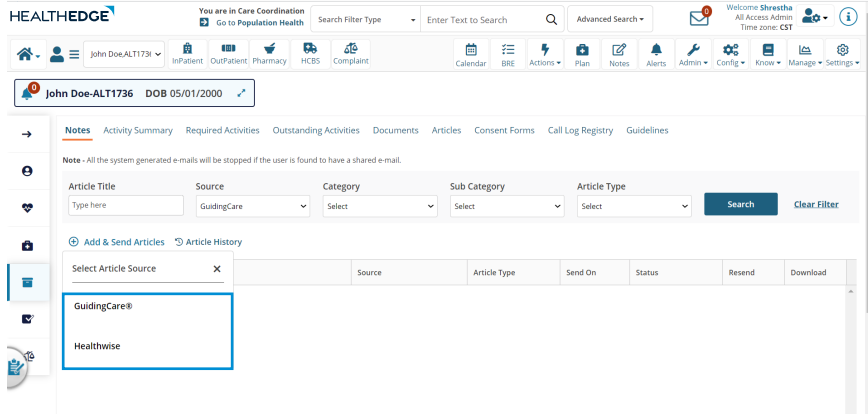 HEALTHEDGE
You are in Care Coordination
Go to Population Health
Search Filter Type
Enter Text to Search
Advanced Search
0
Welcome Shrestha
All Access Admin
Time zone: CST
John Doe,ALT173(
InPatient
OutPatient
Pharmacy
HCBS
Complaint
Calendar
BRE
Actions
Plan
Notes
Alerts
Admin
Config
Know
Manage
Settings
0
John Doe-ALT1736 DOB 05/01/2000
Notes Activity Summary Required Activities Outstanding Activities Documents Articles Consent Forms Call Log Registry Guidelines
Note - All the system generated e-mails will be stopped if the user is found to have a shared e-mail.
Article Title Source Category Sub Category Article Type
Type here GuidingCare Select Select Select Search Clear Filter
Add & Send Articles Article History
Select Article Source X
Source Article Type Send On Status Resend Download
GuidingCare®
Healthwise